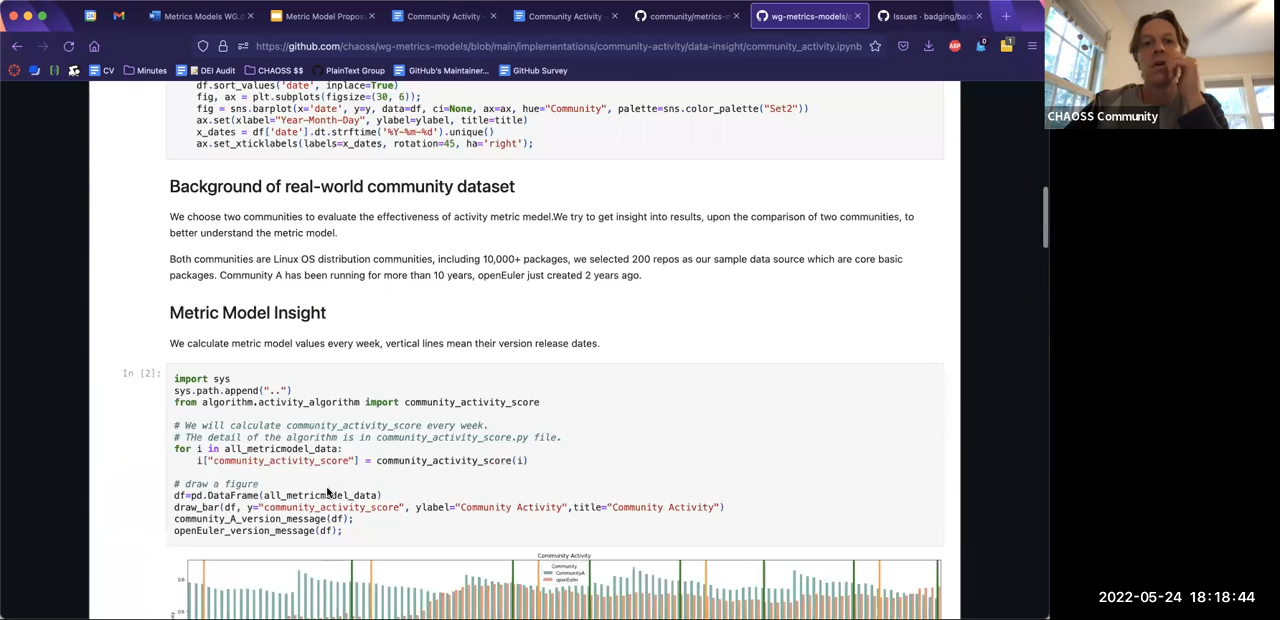 Metrics Models WG.d
Metric Model Propos
Community Activity -
Community Activity -
community/metrics-m
wg-metrics-models/c
Issues · badging/bad
https://github.com/chaoss/wg-metrics-models/blob/main/implementations/community-activity/data-insight/community_activity.ipynb
ABP
0
1
CV
Minutes
DEI Audit
CHAOSS $$
PlainText Group
GitHub's Maintainer...
GitHub Survey
CHAOSS Community
df.sort_values('date', inplace=True)
fig, ax = plt.subplots(figsize=(30, 6));
fig = sns.barplot(x='date', y=y, data=df, ci=None, ax=ax, hue="Community", palette=sns.color_palette("Set2"))
ax.set(xlabel="Year-Month-Day", ylabel=ylabel, title=title)
x_dates = df['date'].dt.strftime('%Y-%m-%d').unique()
ax.set_xticklabels(labels=x_dates, rotation=45, ha='right');
Background of real-world community dataset
We choose two communities to evaluate the effectiveness of activity metric medel.We try to get insight into results, upon the comparison of two communities, to
better understand the metric model.
Both communities are Linux OS distribution communities, including 10,000+ packages, we selected 200 repos as our sample data source which are core basic
packages. Community A has been running for more than 10 years, openEuler just created 2 years ago.
Metric Model Insight
We calculate metric model values every week, vertical lines mean their version release dates.
In [2]:
import sys
sys.path.append("..")
from algorithm.activity_algorithm import community_activity_score
# We will calculate community_activity_score every week.
# THe detail of the algorithm is in community_activity_score.py file.
for i in all_metricmodel_data:
i["community_activity_score"] = community_activity_score(i)
# draw a figure
df=pd.DataFrame(all_metricmodel_data)
draw_bar(df, y="community_activity_score", ylabel="Community Activity",title="Community Activity")
community_A_version_message(df);
openEuler_version_message(df);
Community Activity
Community
CommunityA
openEuler
2022-05-24 18:18:44